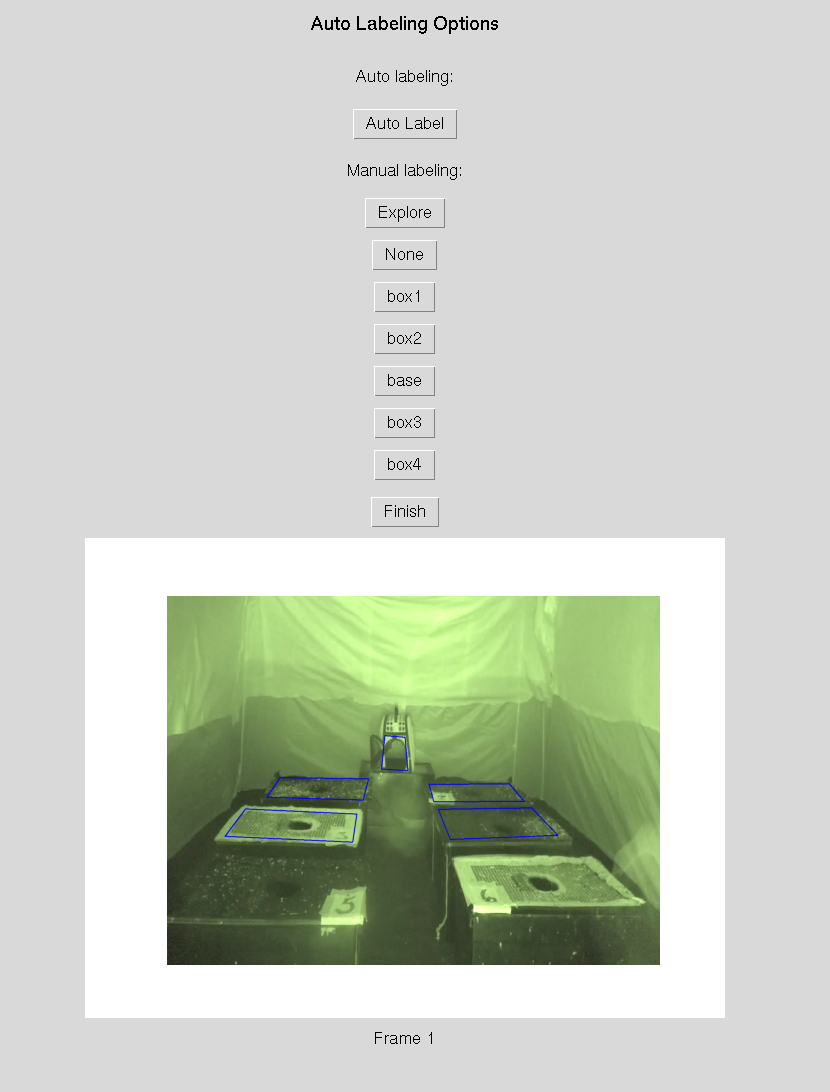 Auto Labeling Options
Auto labeling:
Auto Label
Manual labeling:
Explore
None
box1
box2
base
box3
box4
Finish
5
6
Frame 1